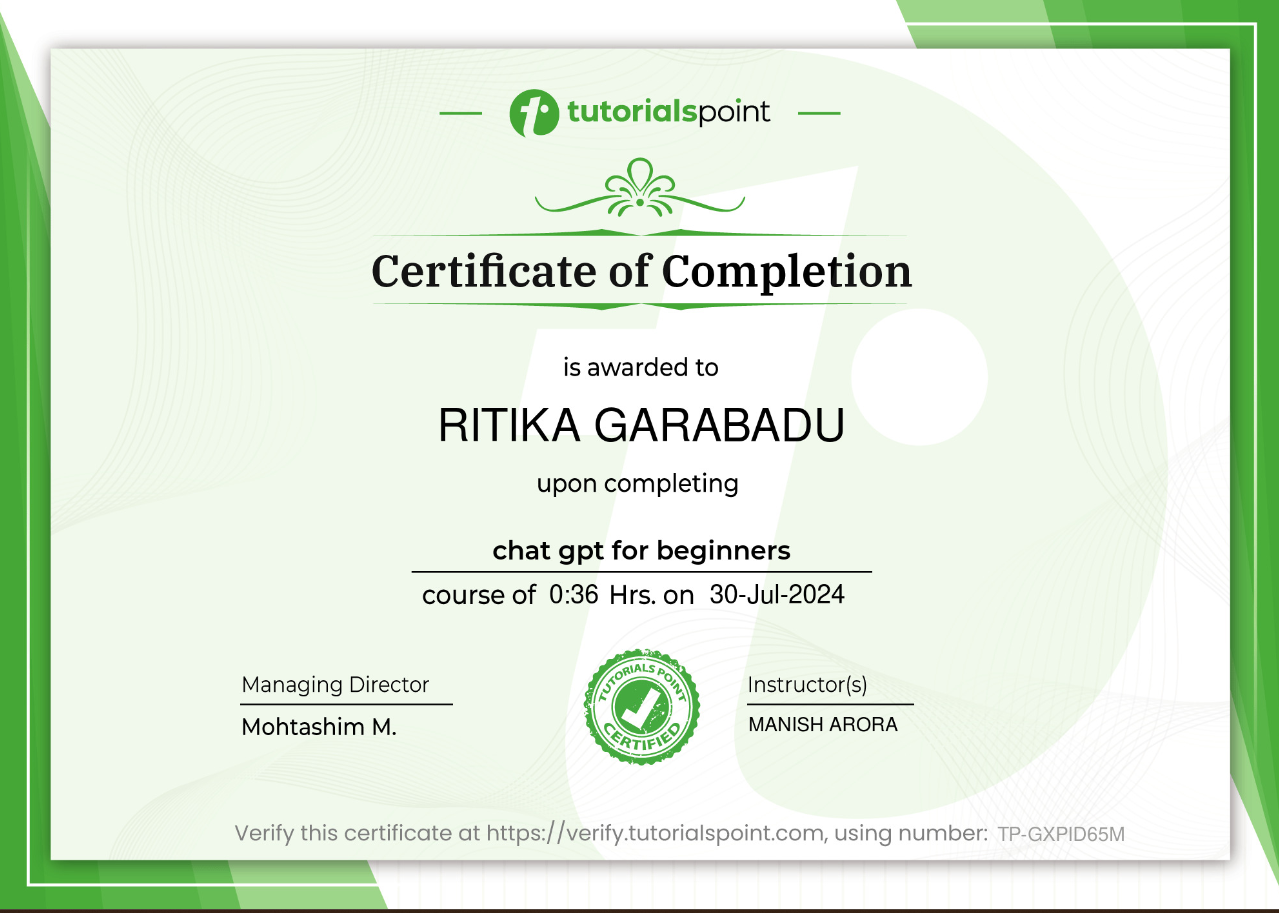 tutorialspoint
Certificate of Completion
is awarded to
RITIKA GARABADU
upon completing
chat gpt for beginners
course of 0:36 Hrs. on 30-Jul-2024
TUTORIALS POINT
CERTIFIED
Managing Director
Mohtashim M.
Instructor(s)
MANISH ARORA
Verify this certificate at https://verify.tutorialspoint.com, using number: TP-GXPID65M